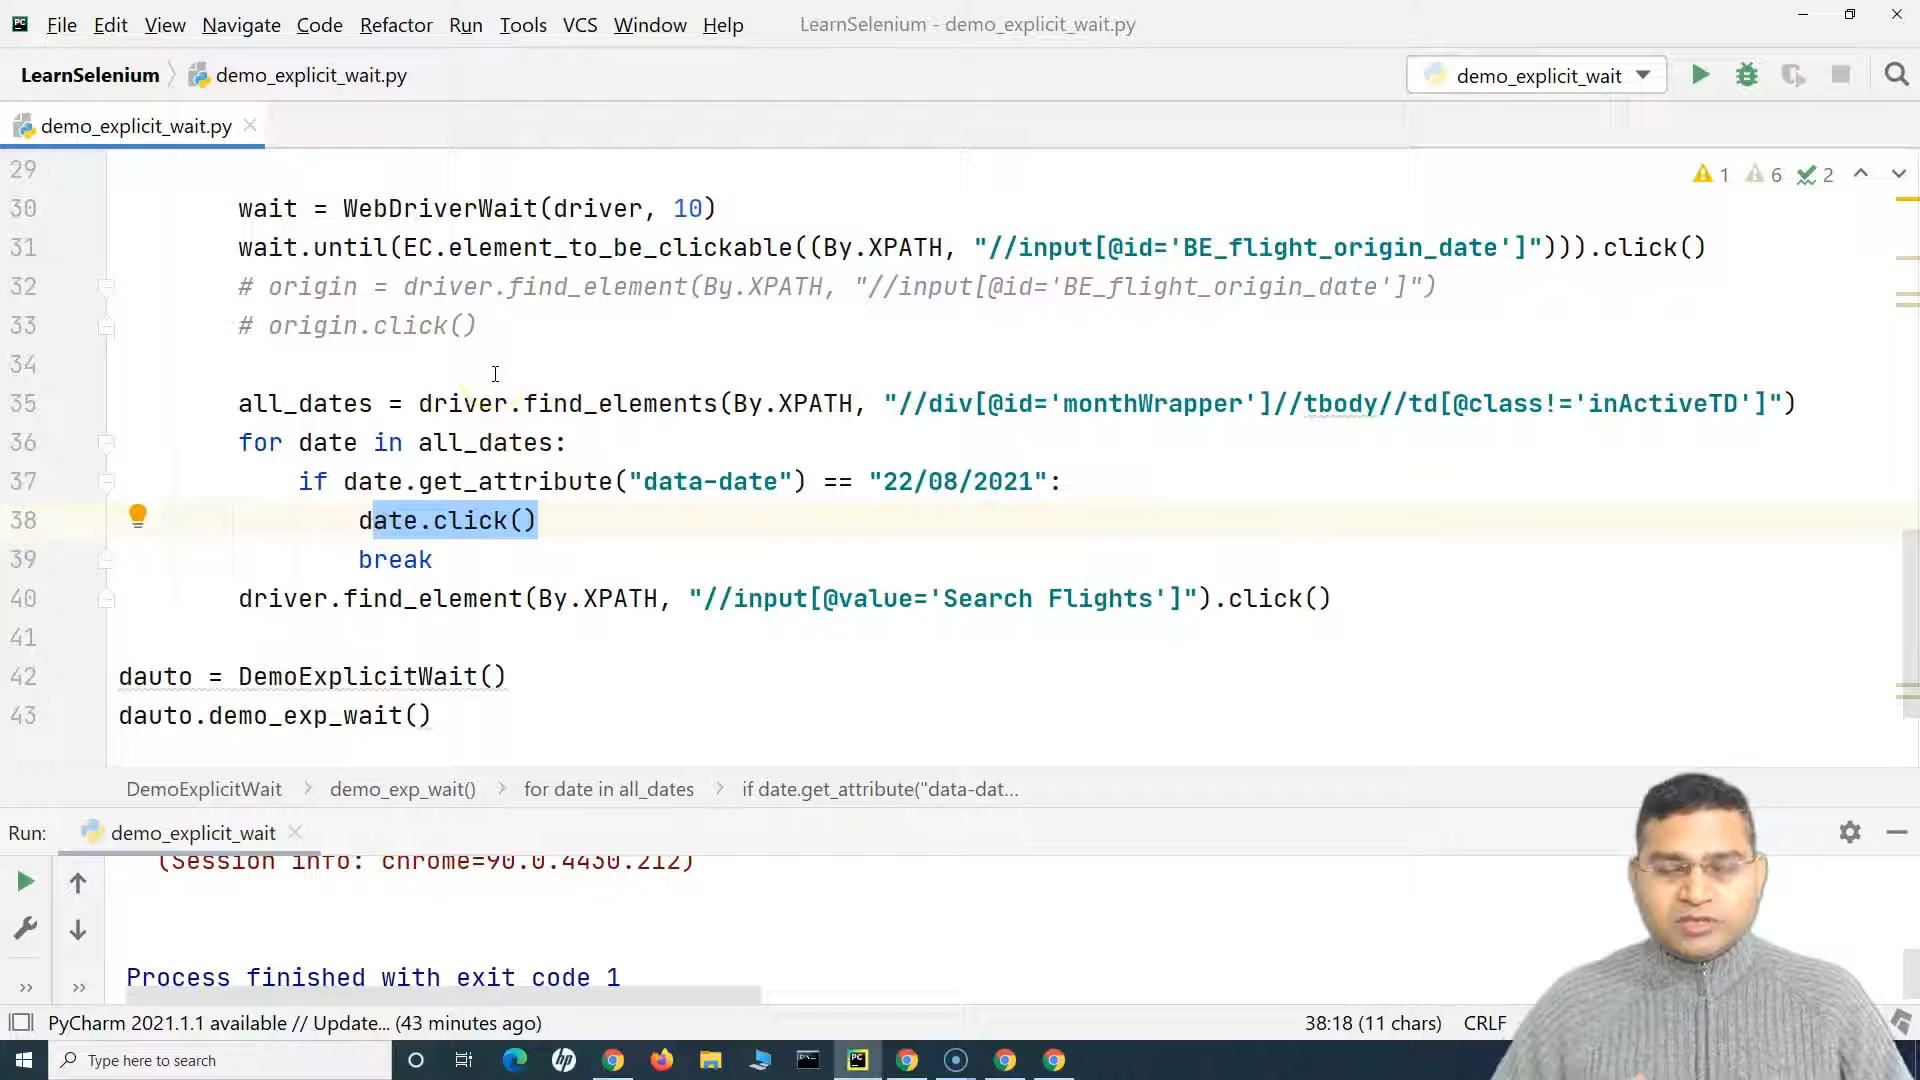 File Edit View Navigate Code Refactor Run Tools VCS Window Help LearnSelenium - demo_explicit_wait.py
LearnSelenium demo_explicit_wait.py demo_explicit_wait
demo_explicit_wait.py
29
1 6 2
30 wait = WebDriverWait(driver, 10)
31 wait.until(EC.element_to_be_clickable((By.XPATH, "//input[@id='BE_flight_origin_date']"))).click()
32 # origin = driver.find_element(By.XPATH, "//input[@id='BE_flight_origin_date']")
33 # origin.click()
34
35 all_dates = driver.find_elements(By.XPATH, "//div[@id='monthWrapper']//tbody//td[@class!='inActiveTD']")
36 for date in all_dates:
37 if date.get_attribute("data-date") == "22/08/2021":
38 date.click()
39 break
40 driver.find_element(By.XPATH, "//input[@value='Search Flights']").click()
41
42 dauto = DemoExplicitWait()
43 dauto.demo_exp_wait()
DemoExplicitWait demo_exp_wait() for date in all_dates if date.get_attribute("data-dat...
Run: demo_explicit_wait
(Session info: chrome=90.0.4430.212)
Process finished with exit code 1
PyCharm 2021.1.1 available // Update... (43 minutes ago) 38:18 (11 chars) CRLF
Type here to search